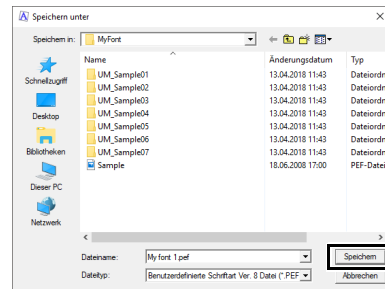 Speichern unter
Speichern in: MyFont
Name Änderungsdatum Typ
UM_Sample01 13.04.2018 11:43 Dateiordn
UM_Sample02 13.04.2018 11:43 Dateiordn
UM_Sample03 13.04.2018 11:43 Dateiordn
UM_Sample04 13.04.2018 11:43 Dateiordn
UM_Sample05 13.04.2018 11:43 Dateiordn
UM_Sample06 13.04.2018 11:43 Dateiordn
UM_Sample07 13.04.2018 11:43 Dateiordn
Sample 18.06.2008 17:00 PEF-Datei
Schnellzugriff
Desktop
Bibliotheken
Dieser PC
Netzwerk
Dateiname: My font 1.pef Speichern
Dateityp: Benutzerdefinierte Schriftart Ver. 8 Datei (*.PEF Abbrechen